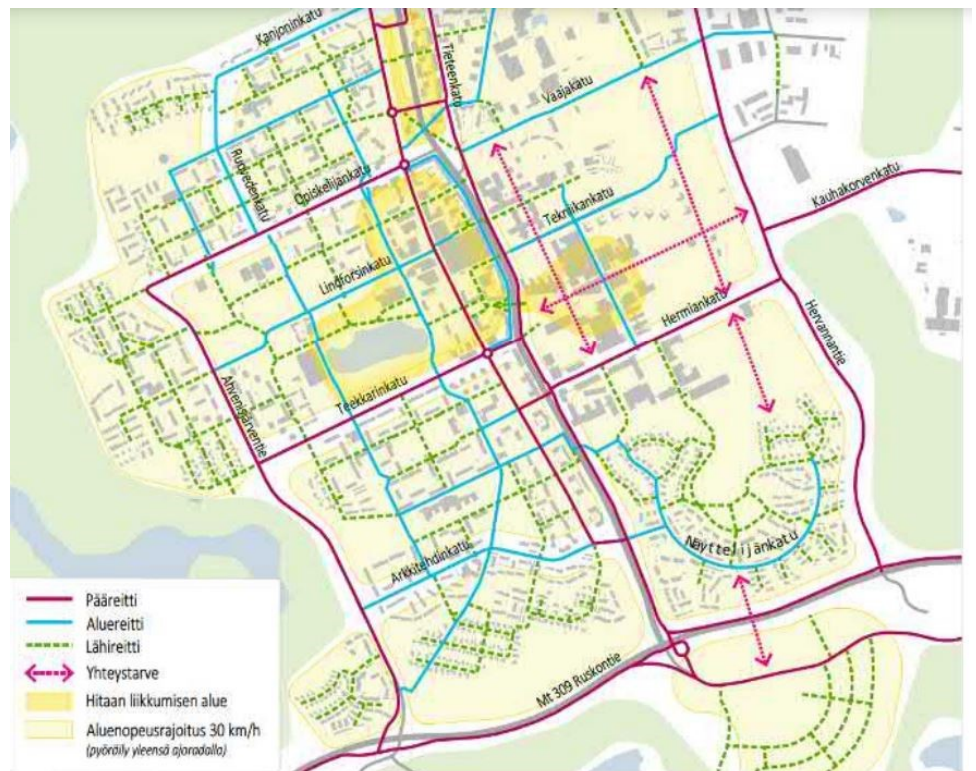 Kanjoninkatu
Tieteenkatu
Vaajakatu
Ruovedenkatu
Opiskelijankatu
Tekniikankatu
Kauhakorvenkatu
Lindforsinkatu
Hermiankatu
Hervannantie
Ahvenisjärventie
Teekkarinkatu
Näyttelijänkatu
Arkkitehdinkatu
Mt 309 Ruskontie
Pääreitti
Aluereitti
Lähireitti
Yhteystarve
Hitaan liikkumisen alue
Aluenopeusrajoitus 30 km/h
(pyöräily yleensä ajoradalla)